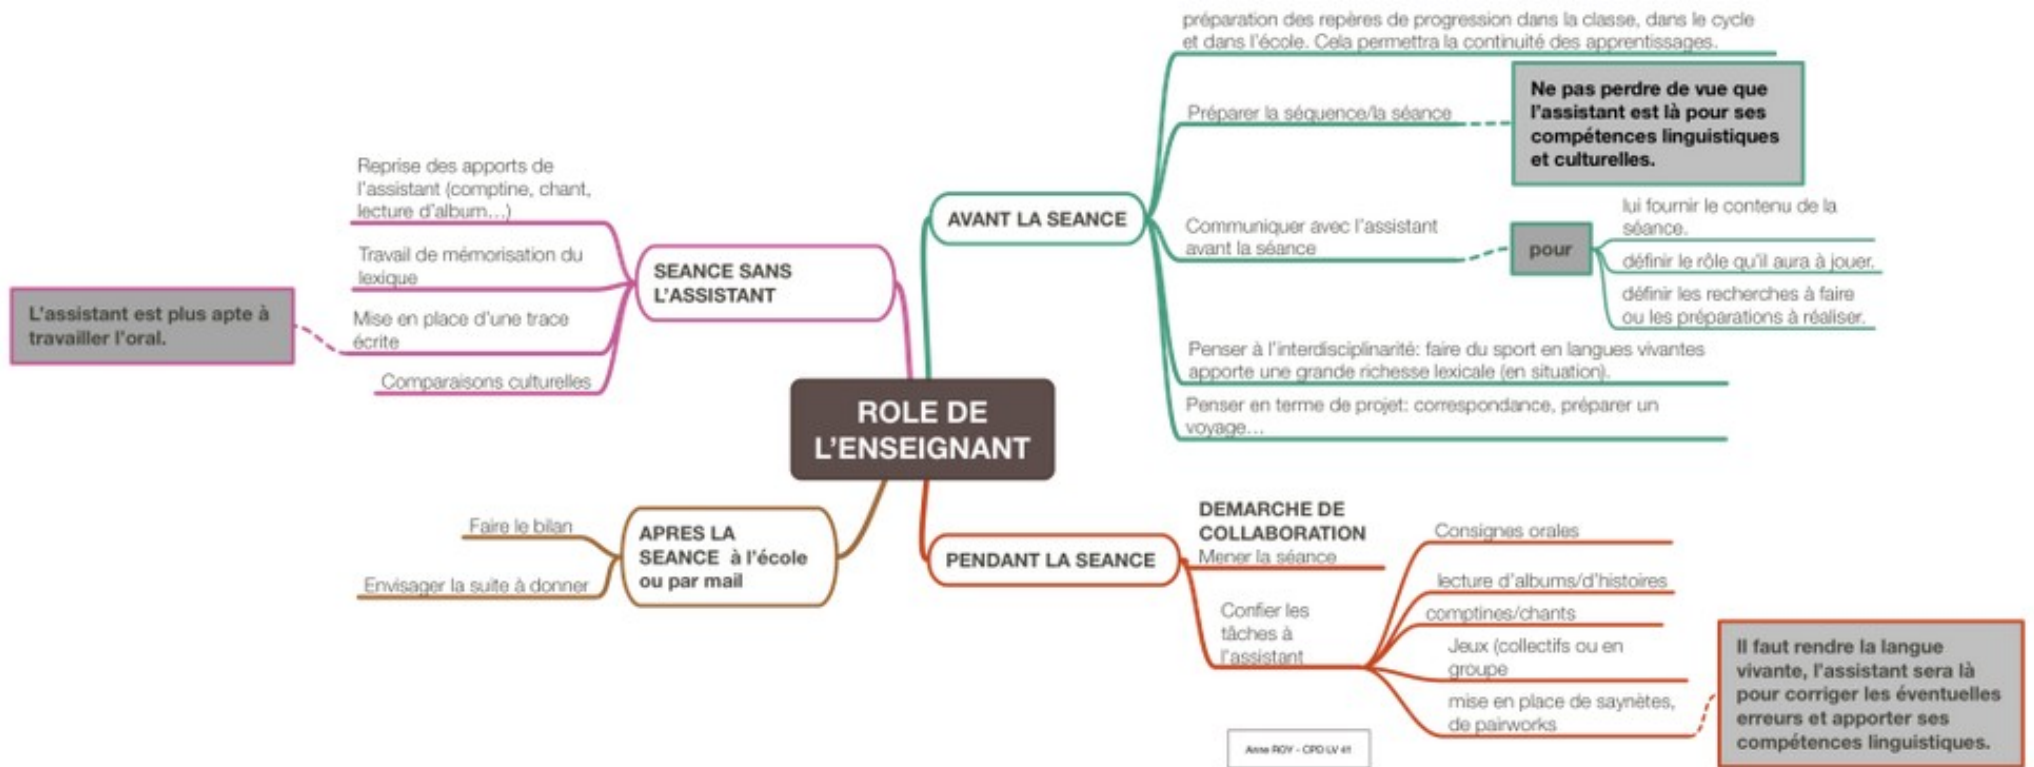 préparation des repères de progression dans la classe, dans le cycle
et dans l'école. Cela permettra la continuité des apprentissages.
Ne pas perdre de vue que
l'assistant est là pour ses
compétences linguistiques
et culturelles.
Préparer la séquence/la séance
AVANT LA SEANCE
Communiquer avec l'assistant
avant la séance
pour
lui fournir le contenu de la
séance.
définir le rôle qu'il aura à jouer.
définir les recherches à faire
ou les préparations à réaliser.
Penser à l'interdisciplinarité: faire du sport en langues vivantes
apporte une grande richesse lexicale (en situation).
Penser en terme de projet: correspondance, préparer un
voyage...
Reprise des apports de
l'assistant (comptine, chant,
lecture d'album...)
Travail de mémorisation du
lexique
Mise en place d'une trace
écrite
Comparaisons culturelles
SEANCE SANS
L'ASSISTANT
L'assistant est plus apte à
travailler l'oral.
ROLE DE
L'ENSEIGNANT
Faire le bilan
Envisager la suite à donner
APRES LA
SEANCE à l'école
ou par mail
PENDANT LA SEANCE
DEMARCHE DE
COLLABORATION
Mener la séance
Confier les
tâches à
l'assistant
Consignes orales
lecture d'albums/d'histoires
comptines/chants
Jeux (collectifs ou en
groupe
mise en place de saynètes,
de pairworks
Il faut rendre la langue
vivante, l'assistant sera là
pour corriger les éventuelles
erreurs et apporter ses
compétences linguistiques.
Anne ROY - CPD LV 41